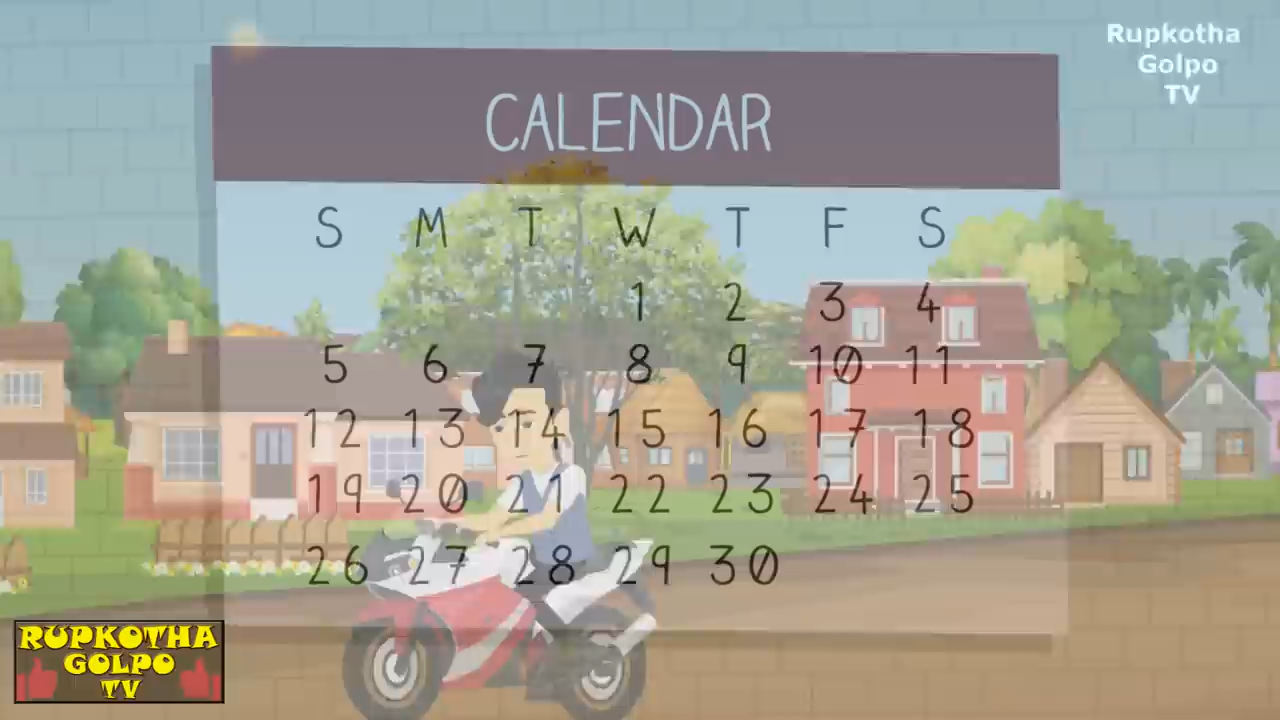 Rupkotha
Golpo
TV
CALENDAR
S M T W T F S
1 2 3 4
5 6 7 8 9 10 11
12 13 14 15 16 17 18
19 20 21 22 23 24 25
26 27 28 29 30
RUPKOTHA
GOLPO
TV